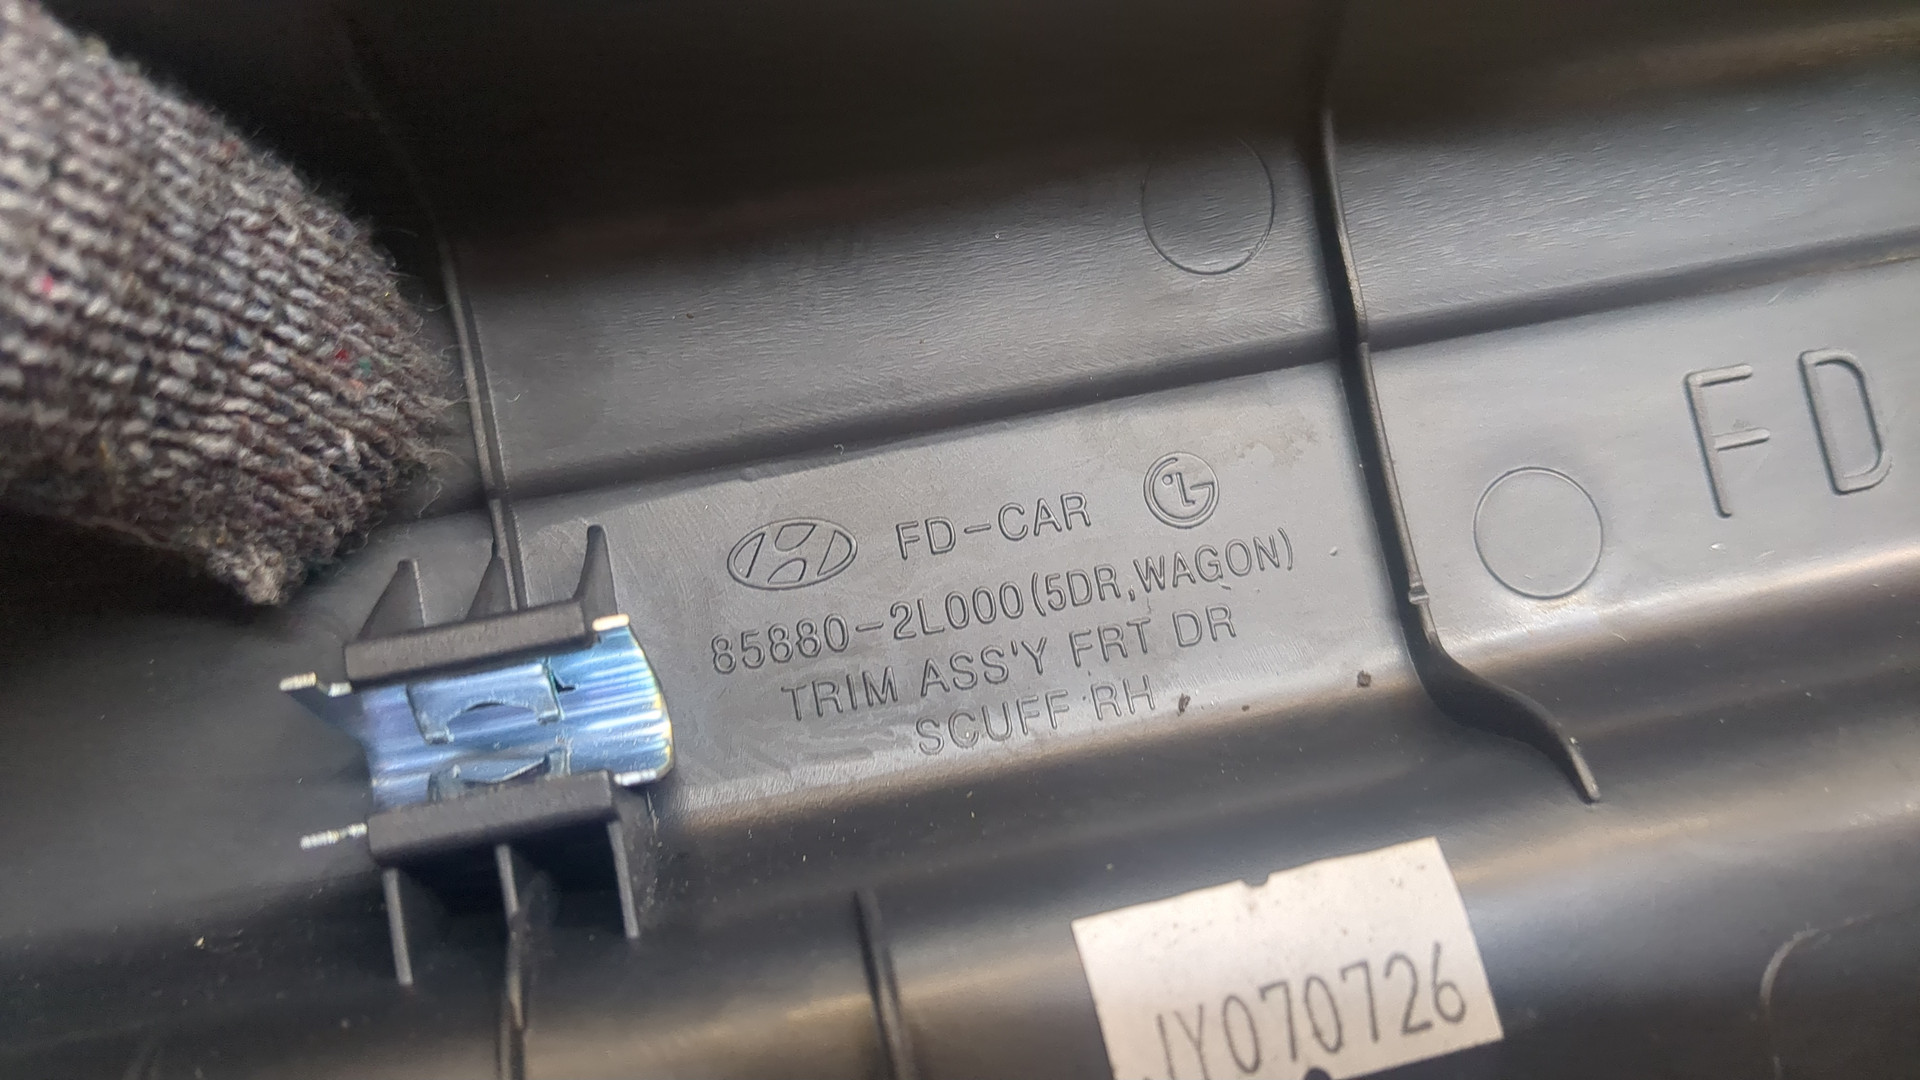 FD-CAR
85880-2L000(5DR,WAGON)
TRIM ASS'Y FRT DR
SCUFF RH
FD
JY070726